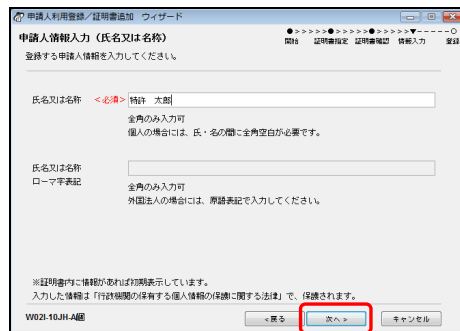 申請人利用登録／証明書追加　ウィザード
申請人情報入力（氏名又は名称）
●>>>>>●>>>>>●>>>>>▼-----○
開始　証明書指定　証明書確認　情報入力　登録
登録する申請人情報を入力してください。
氏名又は名称　<必須>　特許　太郎
全角のみ入力可
個人の場合には、氏・名の間に全角空白が必要です。
氏名又は名称
ローマ字表記
全角のみ入力可
外国法人の場合には、原語表記で入力してください。
※証明書内に情報があれば初期表示しています。
入力した情報は「行政機関の保有する個人情報の保護に関する法律」で、保護されます。
W02I-10JH-A画　<戻る　次へ>　キャンセル